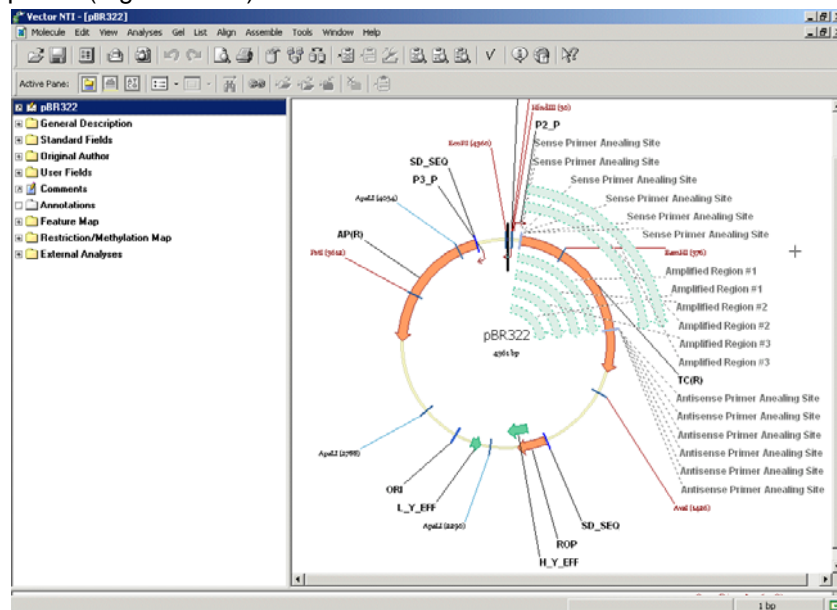 Vector NTI - [pBR322]
Molecule Edit View Analyses Gel List Align Assemble Tools Window Help
Active Pane:
pBR322
General Description
Standard Fields
Original Author
User Fields
Comments
Annotations
Feature Map
Restriction/Methylation Map
External Analyses
HindIII (30)
P2_P
EcoRI (4360)
Sense Primer Anealing Site
Sense Primer Anealing Site
SD_SEQ
P3_P
Sense Primer Anealing Site
Sense Primer Anealing Site
ApaLI (4034)
Sense Primer Anealing Site
Sense Primer Anealing Site
AP(R)
PstI (3612)
BamHI (376)
Amplified Region #1
Amplified Region #1
Amplified Region #2
Amplified Region #2
Amplified Region #3
Amplified Region #3
pBR322
4361 bp
TC(R)
Antisense Primer Anealing Site
Antisense Primer Anealing Site
Antisense Primer Anealing Site
Antisense Primer Anealing Site
Antisense Primer Anealing Site
Antisense Primer Anealing Site
ApaLI (2788)
AvaI (1426)
ORI
L_Y_EFF
ApaLI (2290)
SD_SEQ
ROP
H_Y_EFF
1 bp